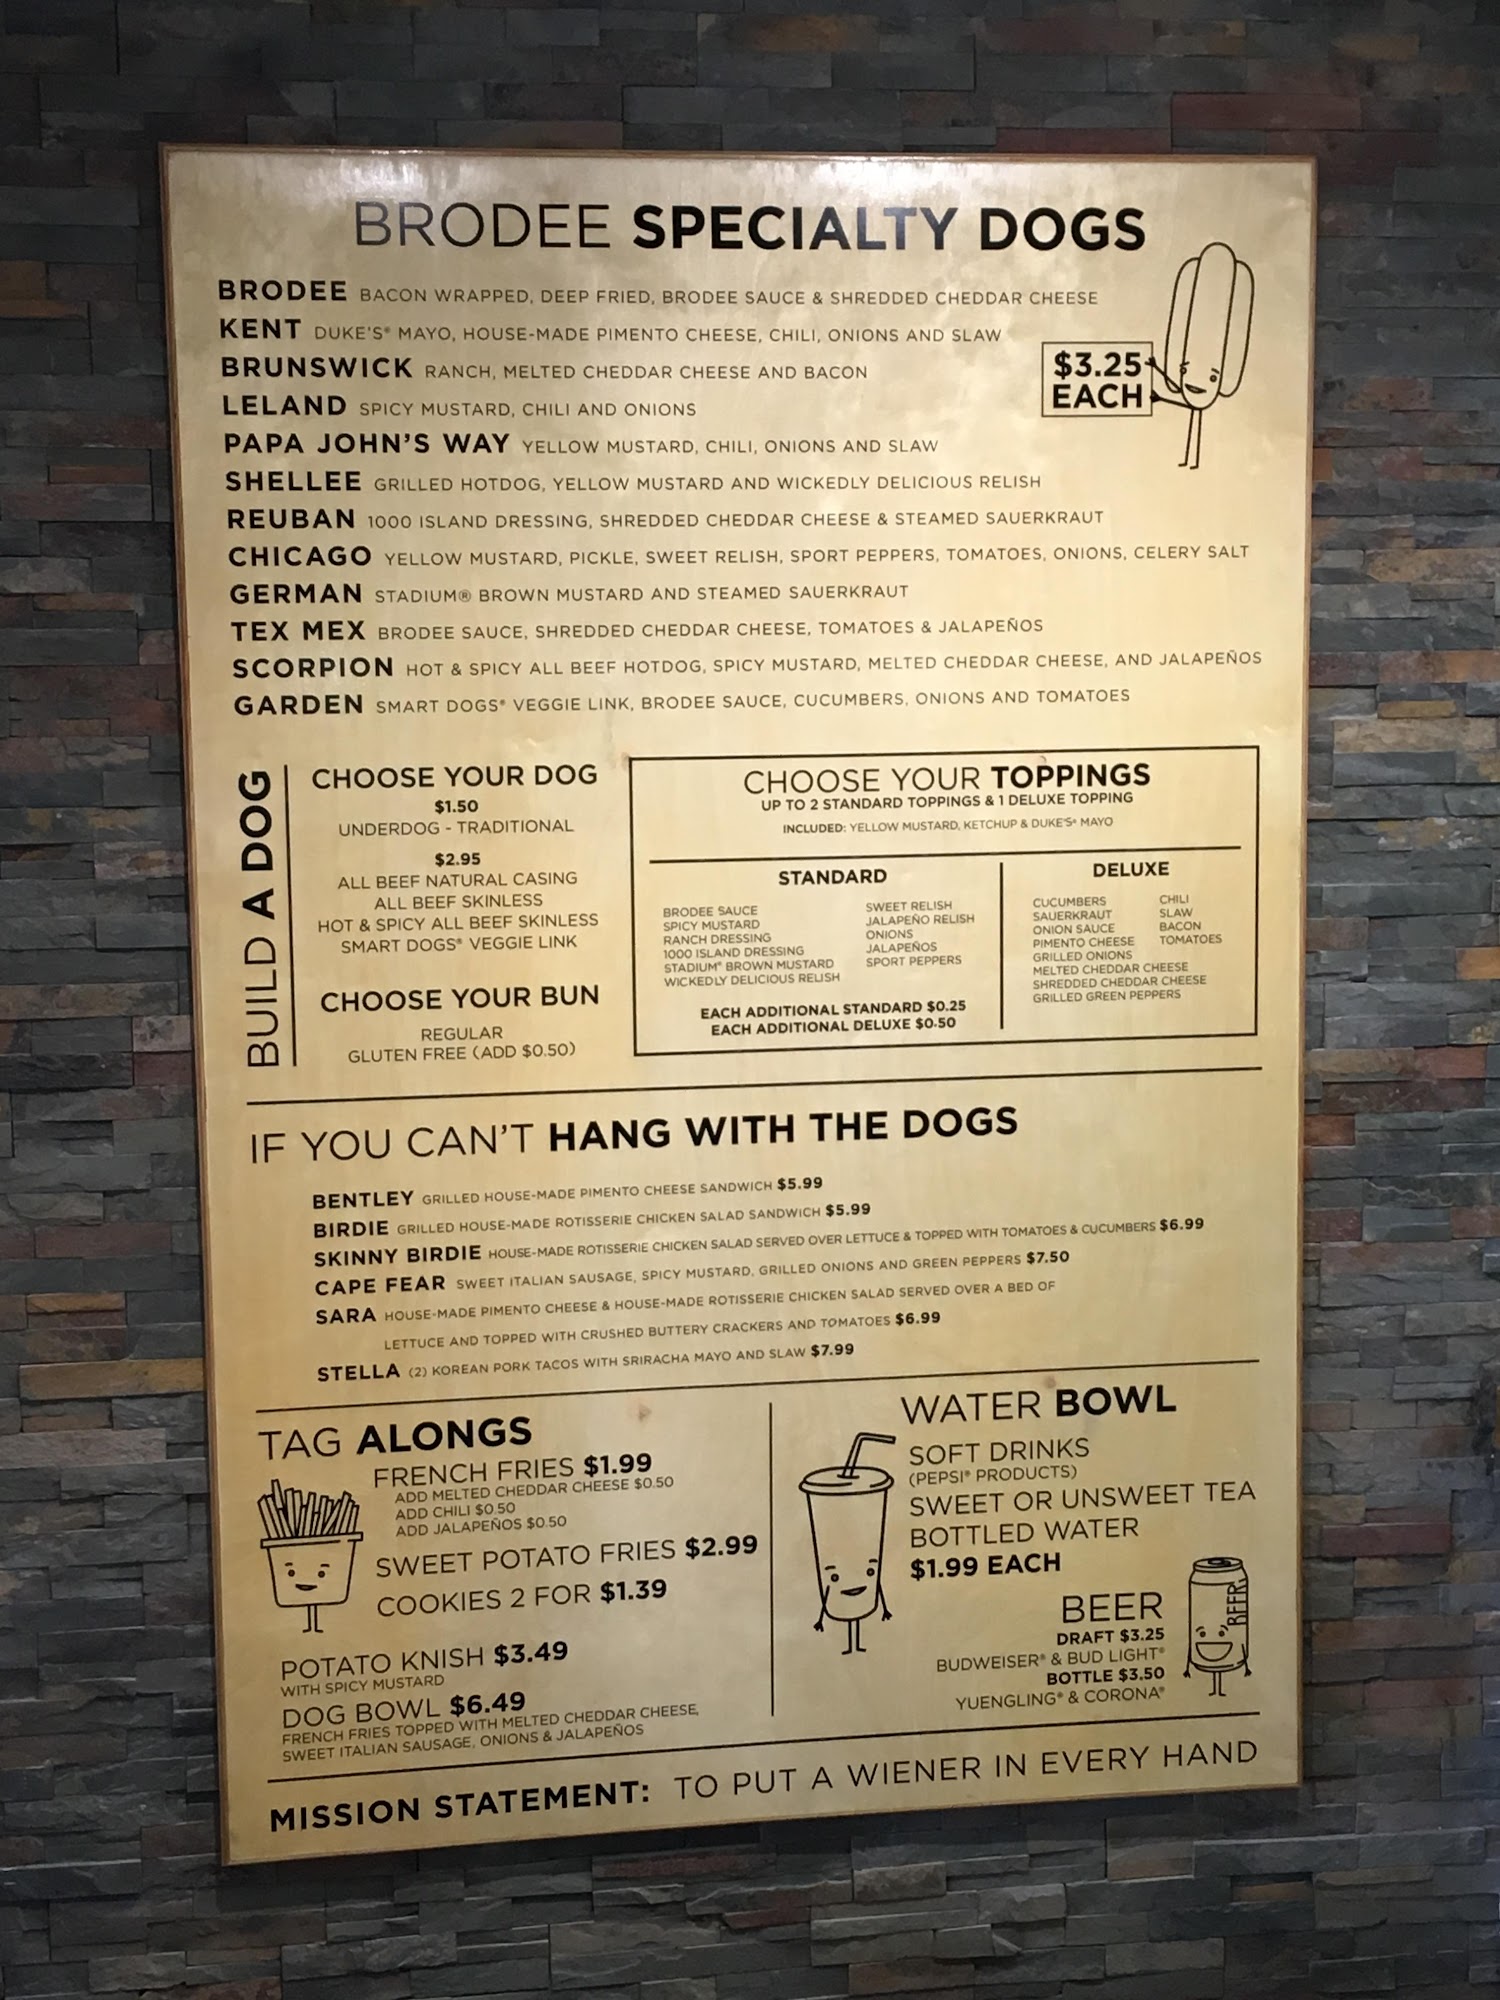 BRODEE SPECIALTY DOGS
BRODEE BACON WRAPPED, DEEP FRIED, BRODEE SAUCE & SHREDDED CHEDDAR CHEESE
KENT DUKE'S® MAYO, HOUSE-MADE PIMENTO CHEESE, CHILI, ONIONS AND SLAW
BRUNSWICK RANCH, MELTED CHEDDAR CHEESE AND BACON
LELAND SPICY MUSTARD, CHILI AND ONIONS
PAPA JOHN'S WAY YELLOW MUSTARD, CHILI, ONIONS AND SLAW
SHELLEE GRILLED HOTDOG, YELLOW MUSTARD AND WICKEDLY DELICIOUS RELISH
REUBAN 1000 ISLAND DRESSING, SHREDDED CHEDDAR CHEESE & STEAMED SAUERKRAUT
CHICAGO YELLOW MUSTARD, PICKLE, SWEET RELISH, SPORT PEPPERS, TOMATOES, ONIONS, CELERY SALT
GERMAN STADIUM® BROWN MUSTARD AND STEAMED SAUERKRAUT
TEX MEX BRODEE SAUCE, SHREDDED CHEDDAR CHEESE, TOMATOES & JALAPEÑOS
SCORPION HOT & SPICY ALL BEEF HOTDOG, SPICY MUSTARD, MELTED CHEDDAR CHEESE, AND JALAPEÑOS
GARDEN SMART DOGS® VEGGIE LINK, BRODEE SAUCE, CUCUMBERS, ONIONS AND TOMATOES
$3.25
EACH
BUILD A DOG
CHOOSE YOUR DOG
$1.50
UNDERDOG - TRADITIONAL
$2.95
ALL BEEF NATURAL CASING
ALL BEEF SKINLESS
HOT & SPICY ALL BEEF SKINLESS
SMART DOGS® VEGGIE LINK
CHOOSE YOUR BUN
REGULAR
GLUTEN FREE (ADD $0.50)
CHOOSE YOUR TOPPINGS
UP TO 2 STANDARD TOPPINGS & 1 DELUXE TOPPING
INCLUDED: YELLOW MUSTARD, KETCHUP & DUKE'S® MAYO
STANDARD
BRODEE SAUCE
SPICY MUSTARD
RANCH DRESSING
1000 ISLAND DRESSING
STADIUM® BROWN MUSTARD
WICKEDLY DELICIOUS RELISH
SWEET RELISH
JALAPEÑO RELISH
ONIONS
JALAPEÑOS
SPORT PEPPERS
EACH ADDITIONAL STANDARD $0.25
EACH ADDITIONAL DELUXE $0.50
DELUXE
CUCUMBERS
SAUERKRAUT
ONION SAUCE
PIMENTO CHEESE
GRILLED ONIONS
MELTED CHEDDAR CHEESE
SHREDDED CHEDDAR CHEESE
GRILLED GREEN PEPPERS
CHILI
SLAW
BACON
TOMATOES
IF YOU CAN'T HANG WITH THE DOGS
BENTLEY GRILLED HOUSE-MADE PIMENTO CHEESE SANDWICH $5.99
BIRDIE GRILLED HOUSE-MADE ROTISSERIE CHICKEN SALAD SANDWICH $5.99
SKINNY BIRDIE HOUSE-MADE ROTISSERIE CHICKEN SALAD SERVED OVER LETTUCE & TOPPED WITH TOMATOES & CUCUMBERS $6.99
CAPE FEAR SWEET ITALIAN SAUSAGE, SPICY MUSTARD, GRILLED ONIONS AND GREEN PEPPERS $7.50
SARA HOUSE-MADE PIMENTO CHEESE & HOUSE-MADE ROTISSERIE CHICKEN SALAD SERVED OVER A BED OF
LETTUCE AND TOPPED WITH CRUSHED BUTTERY CRACKERS AND TOMATOES $6.99
STELLA (2) KOREAN PORK TACOS WITH SRIRACHA MAYO AND SLAW $7.99
TAG ALONGS
FRENCH FRIES $1.99
ADD MELTED CHEDDAR CHEESE $0.50
ADD CHILI $0.50
ADD JALAPEÑOS $0.50
SWEET POTATO FRIES $2.99
COOKIES 2 FOR $1.39
POTATO KNISH $3.49
WITH SPICY MUSTARD
DOG BOWL $6.49
FRENCH FRIES TOPPED WITH MELTED CHEDDAR CHEESE,
SWEET ITALIAN SAUSAGE, ONIONS & JALAPEÑOS
WATER BOWL
SOFT DRINKS
(PEPSI® PRODUCTS)
SWEET OR UNSWEET TEA
BOTTLED WATER
$1.99 EACH
BEER
DRAFT $3.25
BUDWEISER® & BUD LIGHT®
BOTTLE $3.50
YUENGLING® & CORONA®
BEER
MISSION STATEMENT: TO PUT A WIENER IN EVERY HAND